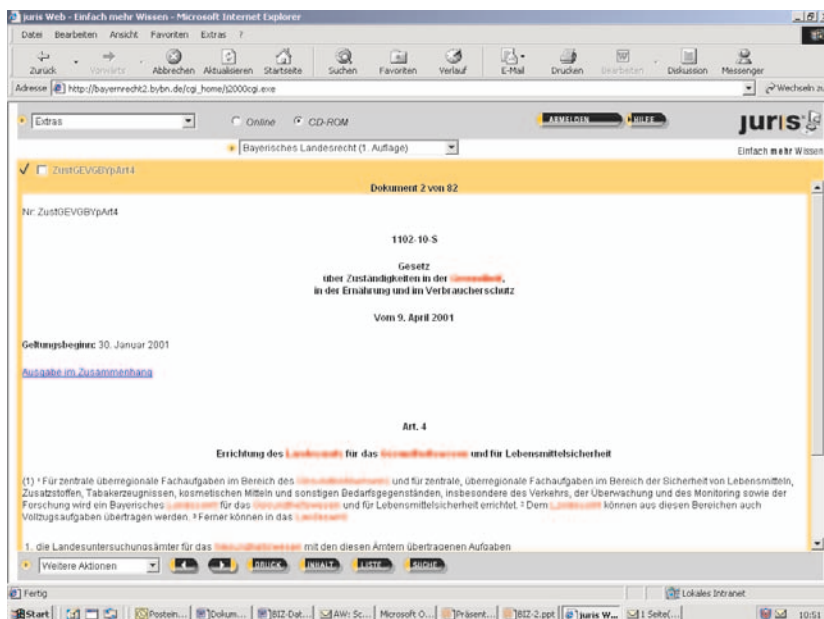 juris Web - Einfach mehr Wissen - Microsoft Internet Explorer
Datei Bearbeiten Ansicht Favoriten Extras ?
Zurück Vorwärts Abbrechen Aktualisieren Startseite Suchen Favoriten Verlauf E-Mail Drucken Bearbeiten Diskussion Messenger
Adresse http://bayernrecht2.bybn.de/cgi_home/j2000cgi.exe Wechseln zu
Extras Online CD-ROM ABMELDEN HILFE juris
Bayerisches Landesrecht (1. Auflage) Einfach mehr Wissen
ZustGEVGBYpArt4
Dokument 2 von 82
Nr: ZustGEVGBYpArt4
1102-10-S
Gesetz
über Zuständigkeiten in der
in der Ernährung und im Verbraucherschutz
Vom 9. April 2001
Geltungsbeginn: 30. Januar 2001
Ausgabe im Zusammenhang
Art. 4
Errichtung des für das und für Lebensmittelsicherheit
(1) ¹ Für zentrale überregionale Fachaufgaben im Bereich des und für zentrale, überregionale Fachaufgaben im Bereich der Sicherheit von Lebensmitteln,
Zusatzstoffen, Tabakerzeugnissen, kosmetischen Mitteln und sonstigen Bedarfsgegenständen, insbesondere des Verkehrs, der Überwachung und des Monitoring sowie der
Forschung wird ein Bayerisches für das und für Lebensmittelsicherheit errichtet. ² Dem können aus diesen Bereichen auch
Vollzugsaufgaben übertragen werden. ³ Ferner können in das
1. die Landesuntersuchungsämter für das mit den diesen Ämtern übertragenen Aufgaben
Weitere Aktionen DRUCK INHALT LISTE SUCHE
Fertig Lokales Intranet
Start Postein... Dokum... BIZ-Dat... AW: Sc... Microsoft O... Präsent... BIZ-2.ppt juris W... 1 Seite(... 10:51